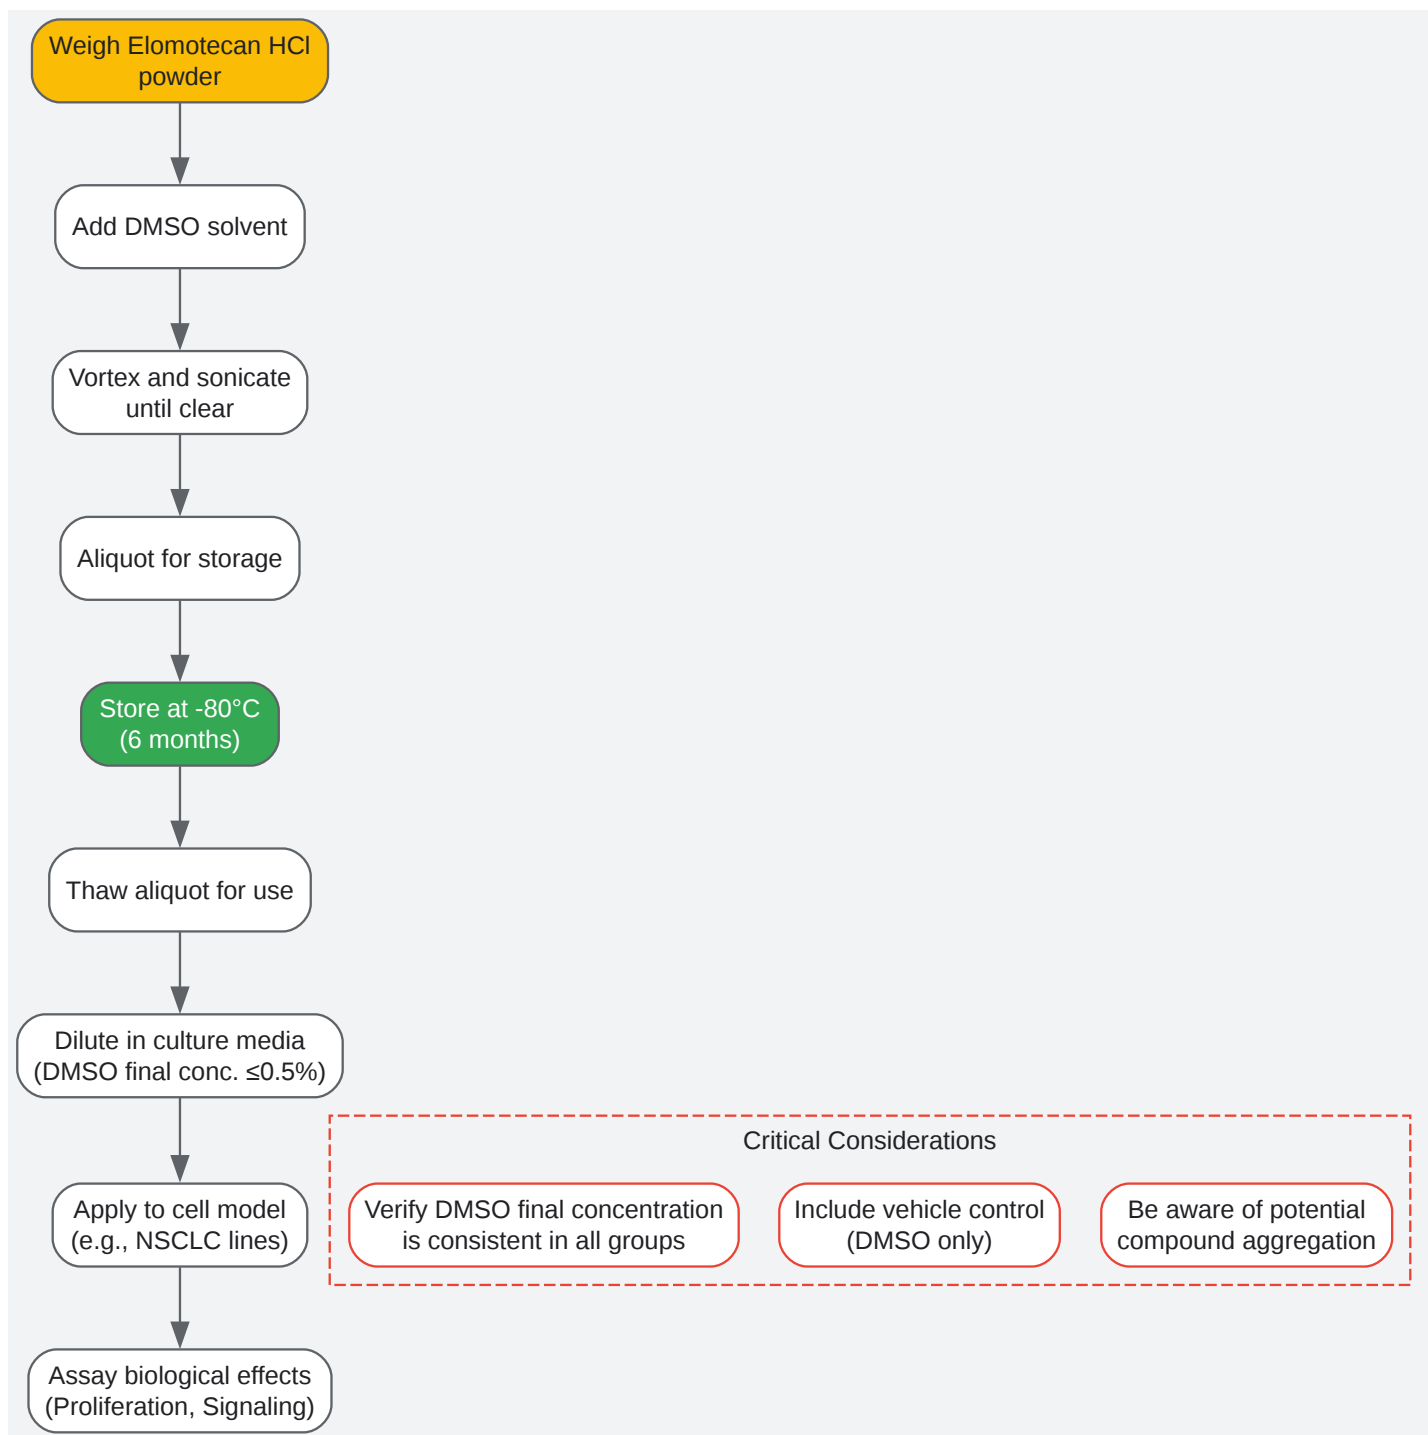 Weigh Elomotecan HCl
powder
Add DMSO solvent
Vortex and sonicate
until clear
Aliquot for storage
Store at -80°C
(6 months)
Thaw aliquot for use
Dilute in culture media
(DMSO final conc. ≤0.5%)
Critical Considerations
Apply to cell model
(e.g., NSCLC lines)
Verify DMSO final concentration
is consistent in all groups
Include vehicle control
(DMSO only)
Be aware of potential
compound aggregation
Assay biological effects
(Proliferation, Signaling)